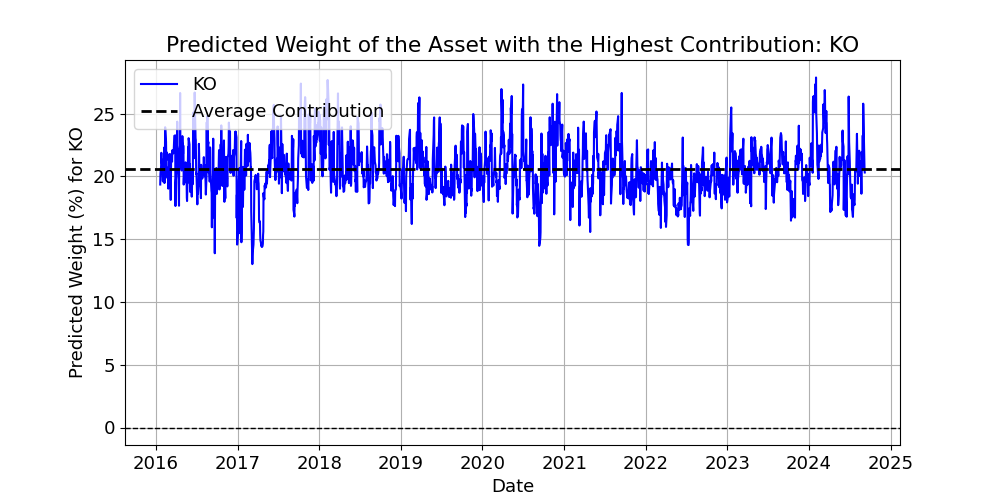 Predicted Weight of the Asset with the Highest Contribution: KO
KO
Average Contribution
Predicted Weight (%) for KO
25
20
15
10
5
0
2016 2017 2018 2019 2020 2021 2022 2023 2024 2025
Date